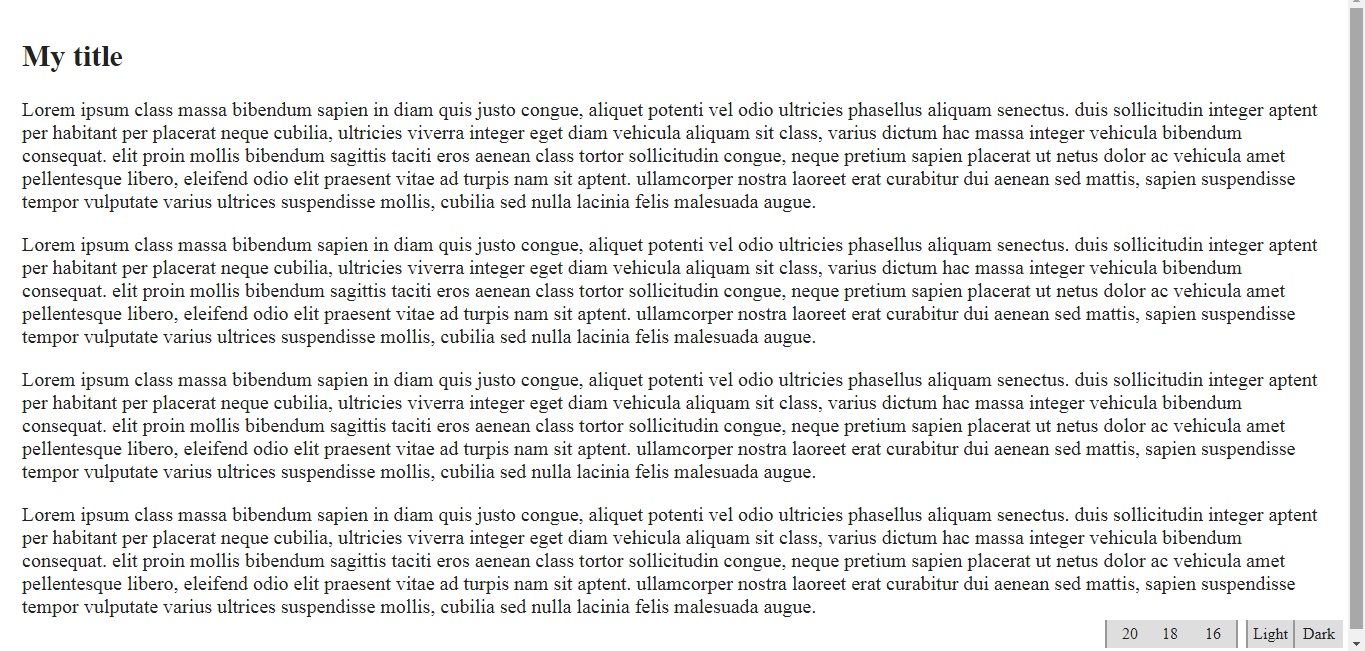 My title
Lorem ipsum class massa bibendum sapien in diam quis justo congue, aliquet potenti vel odio ultricies phasellus aliquam senectus. duis sollicitudin integer aptent
per habitant per placerat neque cubilia, ultricies viverra integer eget diam vehicula aliquam sit class, varius dictum hac massa integer vehicula bibendum
consequat. elit proin mollis bibendum sagittis taciti eros aenean class tortor sollicitudin congue, neque pretium sapien placerat ut netus dolor ac vehicula amet
pellentesque libero, eleifend odio elit praesent vitae ad turpis nam sit aptent. ullamcorper nostra laoreet erat curabitur dui aenean sed mattis, sapien suspendisse
tempor vulputate varius ultrices suspendisse mollis, cubilia sed nulla lacinia felis malesuada augue.
Lorem ipsum class massa bibendum sapien in diam quis justo congue, aliquet potenti vel odio ultricies phasellus aliquam senectus. duis sollicitudin integer aptent
per habitant per placerat neque cubilia, ultricies viverra integer eget diam vehicula aliquam sit class, varius dictum hac massa integer vehicula bibendum
consequat. elit proin mollis bibendum sagittis taciti eros aenean class tortor sollicitudin congue, neque pretium sapien placerat ut netus dolor ac vehicula amet
pellentesque libero, eleifend odio elit praesent vitae ad turpis nam sit aptent. ullamcorper nostra laoreet erat curabitur dui aenean sed mattis, sapien suspendisse
tempor vulputate varius ultrices suspendisse mollis, cubilia sed nulla lacinia felis malesuada augue.
Lorem ipsum class massa bibendum sapien in diam quis justo congue, aliquet potenti vel odio ultricies phasellus aliquam senectus. duis sollicitudin integer aptent
per habitant per placerat neque cubilia, ultricies viverra integer eget diam vehicula aliquam sit class, varius dictum hac massa integer vehicula bibendum
consequat. elit proin mollis bibendum sagittis taciti eros aenean class tortor sollicitudin congue, neque pretium sapien placerat ut netus dolor ac vehicula amet
pellentesque libero, eleifend odio elit praesent vitae ad turpis nam sit aptent. ullamcorper nostra laoreet erat curabitur dui aenean sed mattis, sapien suspendisse
tempor vulputate varius ultrices suspendisse mollis, cubilia sed nulla lacinia felis malesuada augue.
Lorem ipsum class massa bibendum sapien in diam quis justo congue, aliquet potenti vel odio ultricies phasellus aliquam senectus. duis sollicitudin integer aptent
per habitant per placerat neque cubilia, ultricies viverra integer eget diam vehicula aliquam sit class, varius dictum hac massa integer vehicula bibendum
consequat. elit proin mollis bibendum sagittis taciti eros aenean class tortor sollicitudin congue, neque pretium sapien placerat ut netus dolor ac vehicula amet
pellentesque libero, eleifend odio elit praesent vitae ad turpis nam sit aptent. ullamcorper nostra laoreet erat curabitur dui aenean sed mattis, sapien suspendisse
tempor vulputate varius ultrices suspendisse mollis, cubilia sed nulla lacinia felis malesuada augue.
20 18 16 Light Dark